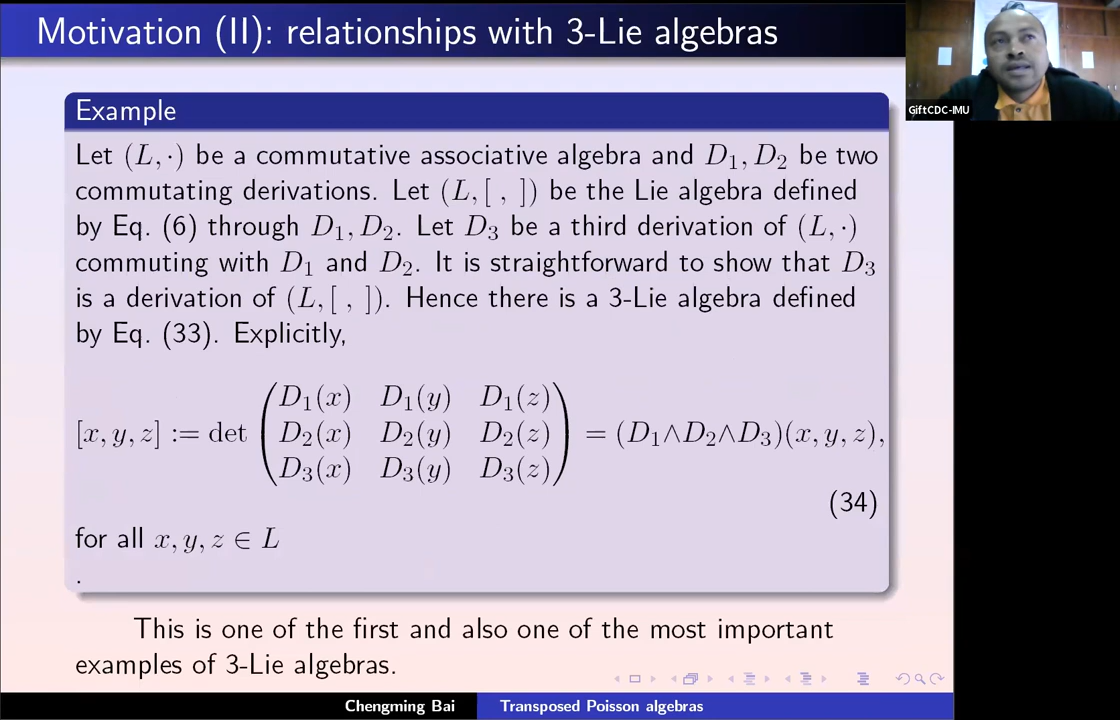 Motivation (II): relationships with 3-Lie algebras
GiftCDC-IMU
Example
Let (L, ·) be a commutative associative algebra and D₁, D₂ be two
commutating derivations. Let (L, [ , ]) be the Lie algebra defined
by Eq. (6) through D₁, D₂. Let D₃ be a third derivation of (L, ·)
commuting with D₁ and D₂. It is straightforward to show that D₃
is a derivation of (L, [ , ]). Hence there is a 3-Lie algebra defined
by Eq. (33). Explicitly,
D₁(x) D₁(y) D₁(z)
[x, y, z] := det ( D₂(x) D₂(y) D₂(z) ) = (D₁∧D₂∧D₃)(x, y, z),
D₃(x) D₃(y) D₃(z)
(34)
for all x, y, z ∈ L
.
This is one of the first and also one of the most important
examples of 3-Lie algebras.
Chengming Bai
Transposed Poisson algebras